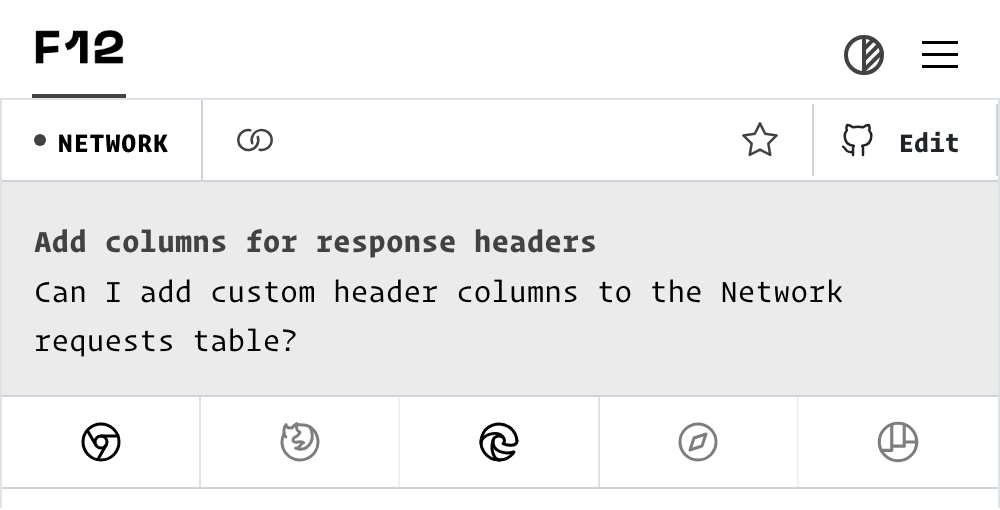 F12
NETWORK
Edit
Add columns for response headers
Can I add custom header columns to the Network
requests table?